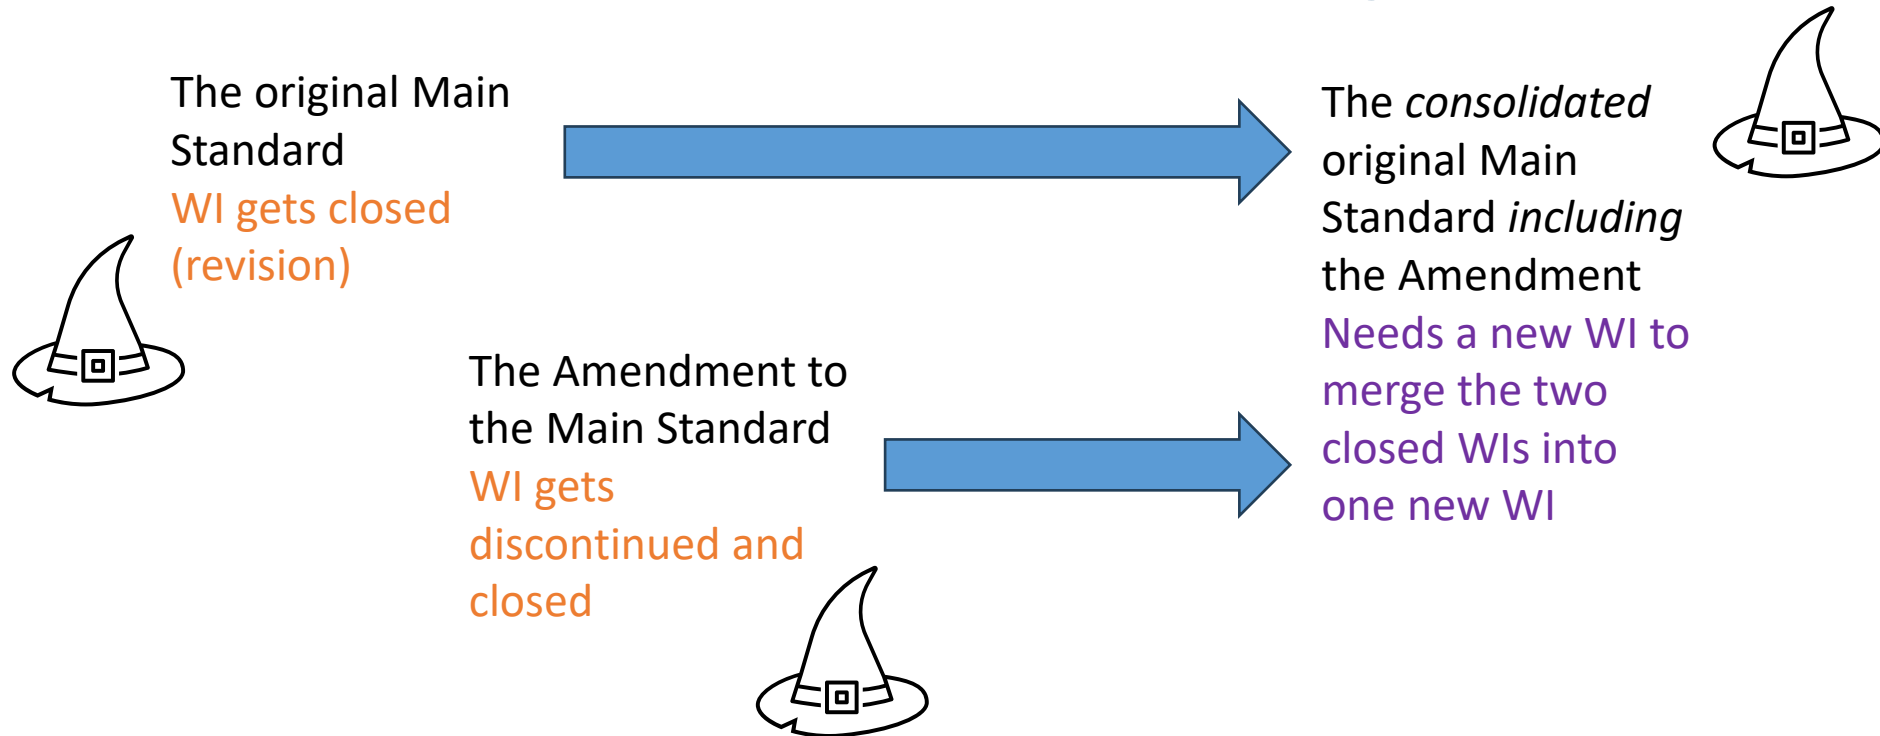 The original Main
Standard
WI gets closed
(revision)
The Amendment to
the Main Standard
WI gets
discontinued and
closed
The consolidated
original Main
Standard including
the Amendment
Needs a new WI to
merge the two
closed WIs into
one new WI